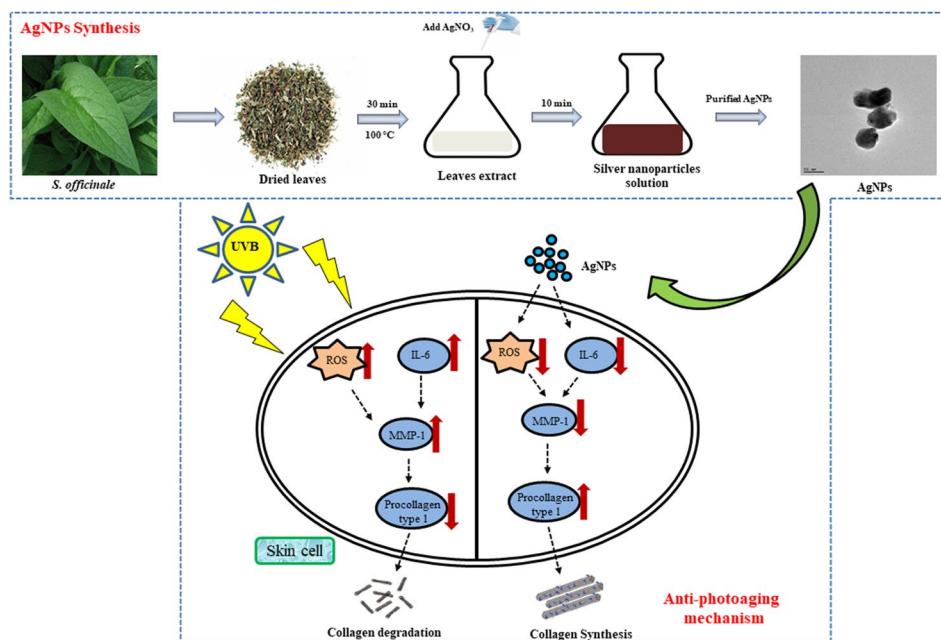 AgNPs Synthesis
Add AgNO₃
30 min
100 °C
10 min
Purified AgNPs
S. officinale
Dried leaves
Leaves extract
Silver nanoparticles
solution
AgNPs
UVB
AgNPs
ROS
IL-6
ROS
IL-6
MMP-1
MMP-1
Procollagen
type 1
Procollagen
type 1
Skin cell
Collagen degradation
Collagen Synthesis
Anti-photoaging
mechanism